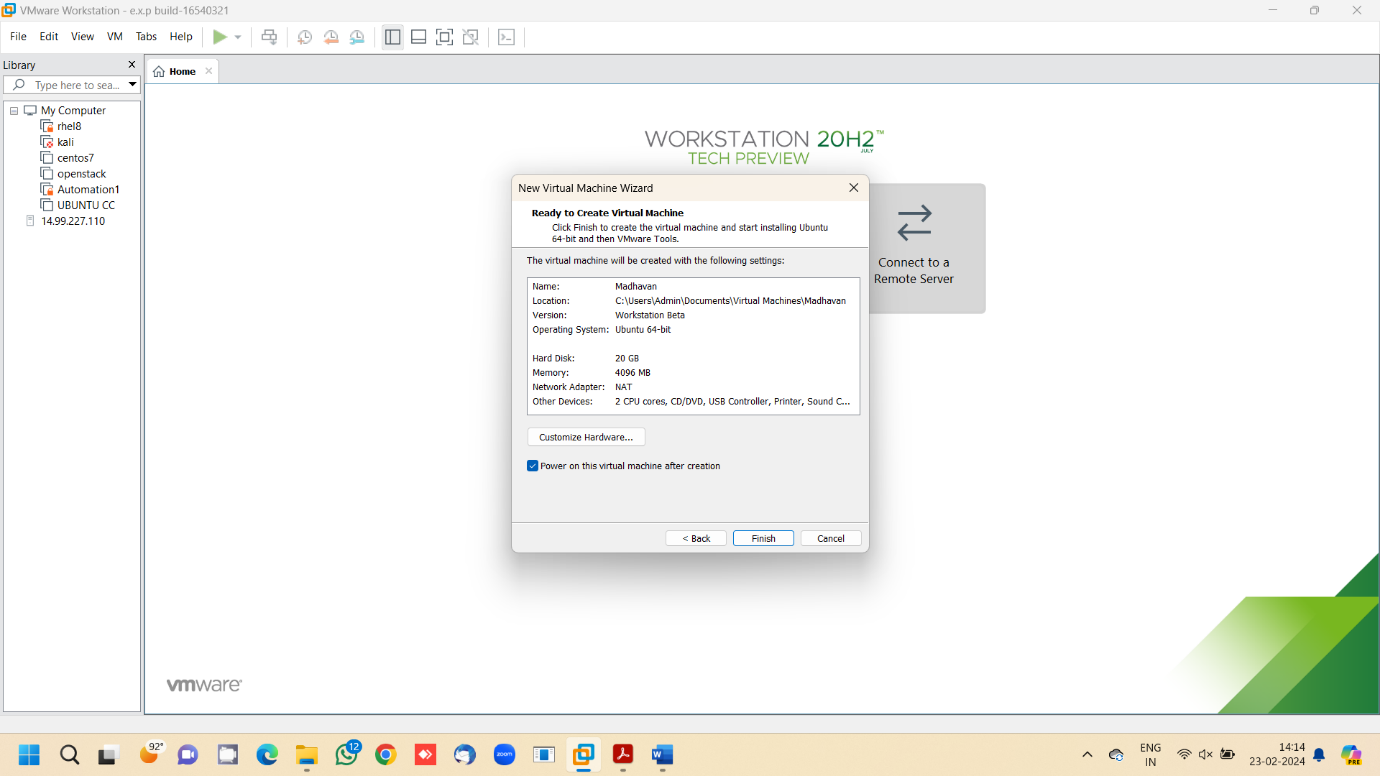 VMware Workstation - e.x.p build-16540321
File Edit View VM Tabs Help
Library
Type here to sea...
My Computer
rhel8
kali
centos7
openstack
Automation1
UBUNTU CC
14.99.227.110
Home
WORKSTATION 20H2™
JULY
TECH PREVIEW
Connect to a
Remote Server
New Virtual Machine Wizard
Ready to Create Virtual Machine
Click Finish to create the virtual machine and start installing Ubuntu
64-bit and then VMware Tools.
The virtual machine will be created with the following settings:
Name: Madhavan
Location: C:\Users\Admin\Documents\Virtual Machines\Madhavan
Version: Workstation Beta
Operating System: Ubuntu 64-bit
Hard Disk: 20 GB
Memory: 4096 MB
Network Adapter: NAT
Other Devices: 2 CPU cores, CD/DVD, USB Controller, Printer, Sound C...
Customize Hardware...
Power on this virtual machine after creation
< Back Finish Cancel
vmware
92°
12
zoom
W
ENG
IN
14:14
23-02-2024
PRE